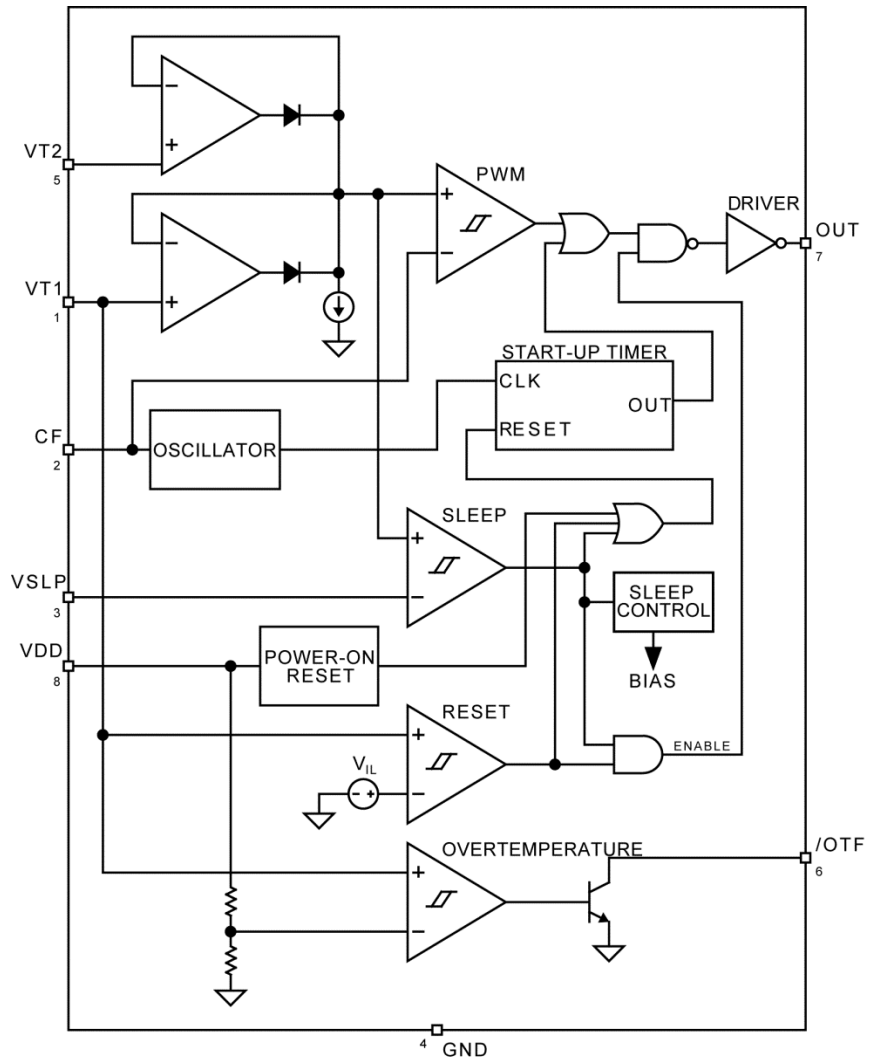 VT2
5
−
+
−
+
VT1
1
PWM
+
−
DRIVER
OUT
7
START-UP TIMER
CLK
OUT
RESET
CF
2
OSCILLATOR
SLEEP
+
−
VSLP
3
SLEEP
CONTROL
BIAS
VDD
8
POWER-ON
RESET
RESET
+
−
VIL
− +
ENABLE
OVERTEMPERATURE
+
−
/OTF
6
4
GND